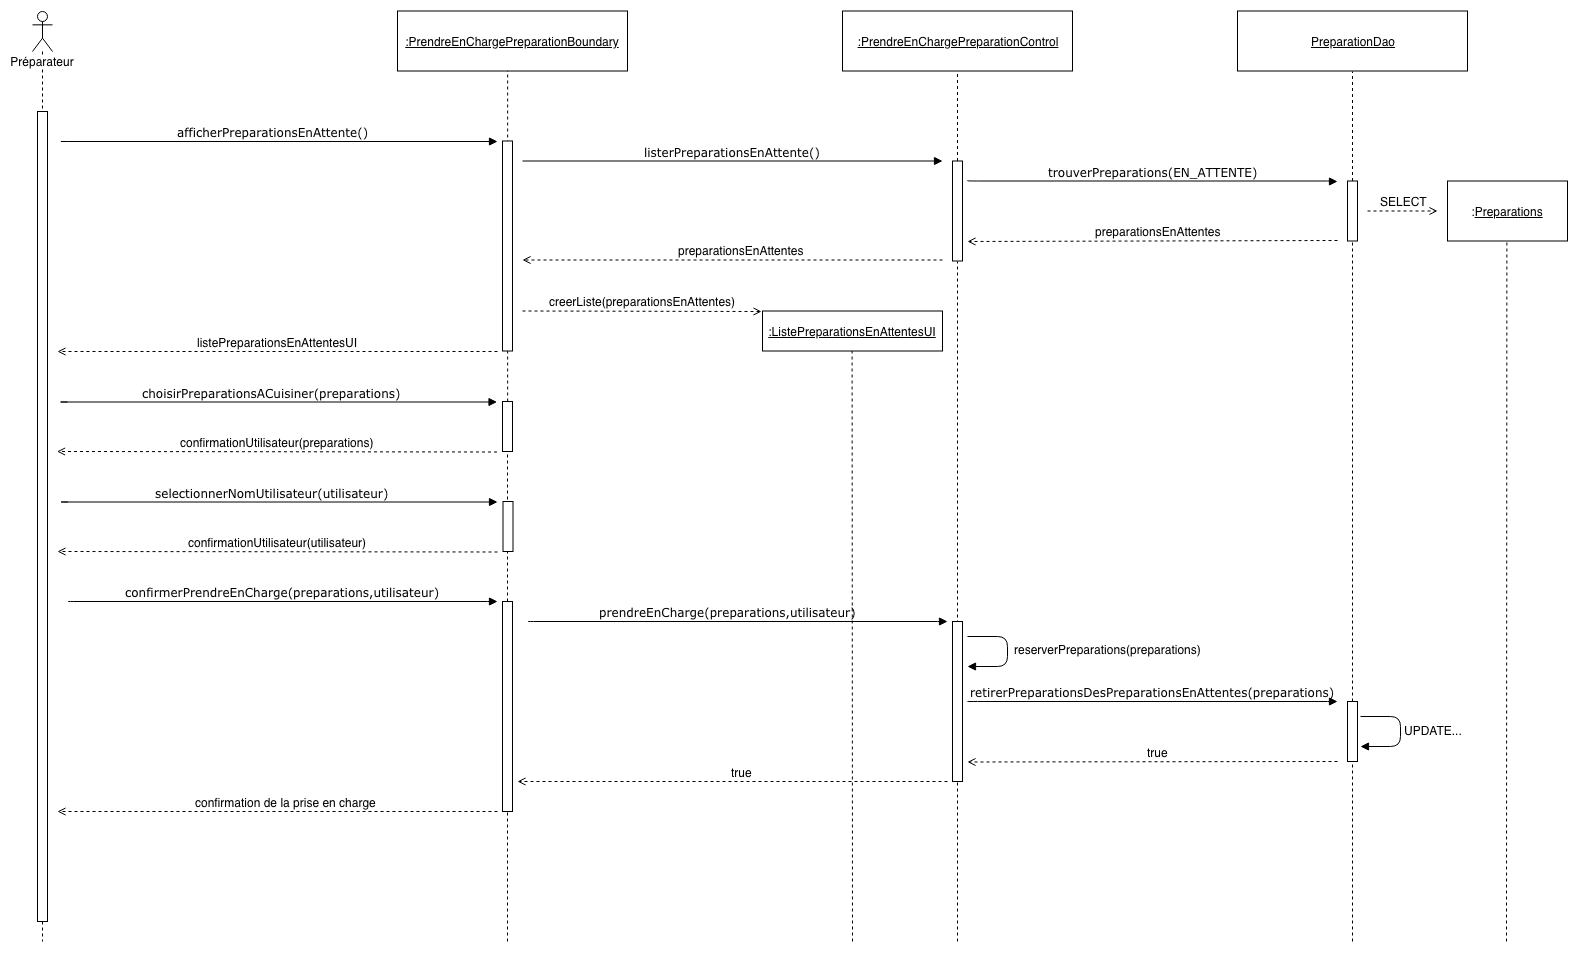 Préparateur
:PrendreEnChargePreparationBoundary
:PrendreEnChargePreparationControl
PreparationDao
afficherPreparationsEnAttente()
listerPreparationsEnAttente()
trouverPreparations(EN_ATTENTE)
SELECT
:Preparations
preparationsEnAttentes
preparationsEnAttentes
creerListe(preparationsEnAttentes)
:ListePreparationsEnAttentesUI
listePreparationsEnAttentesUI
choisirPreparationsACuisiner(preparations)
confirmationUtilisateur(preparations)
selectionnerNomUtilisateur(utilisateur)
confirmationUtilisateur(utilisateur)
confirmerPrendreEnCharge(preparations,utilisateur)
prendreEnCharge(preparations,utilisateur)
reserverPreparations(preparations)
retirerPreparationsDesPreparationsEnAttentes(preparations)
UPDATE...
true
true
confirmation de la prise en charge